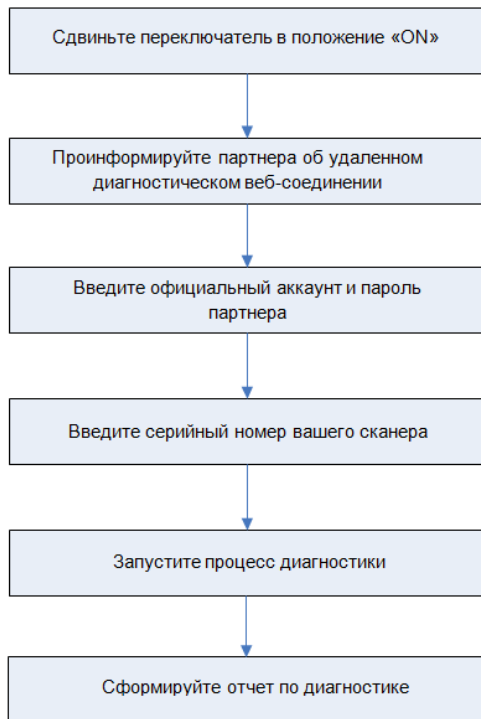 Сдвиньте переключатель в положение «ON»
Проинформируйте партнера об удаленном
диагностическом веб-соединении
Введите официальный аккаунт и пароль
партнера
Введите серийный номер вашего сканера
Запустите процесс диагностики
Сформируйте отчет по диагностике